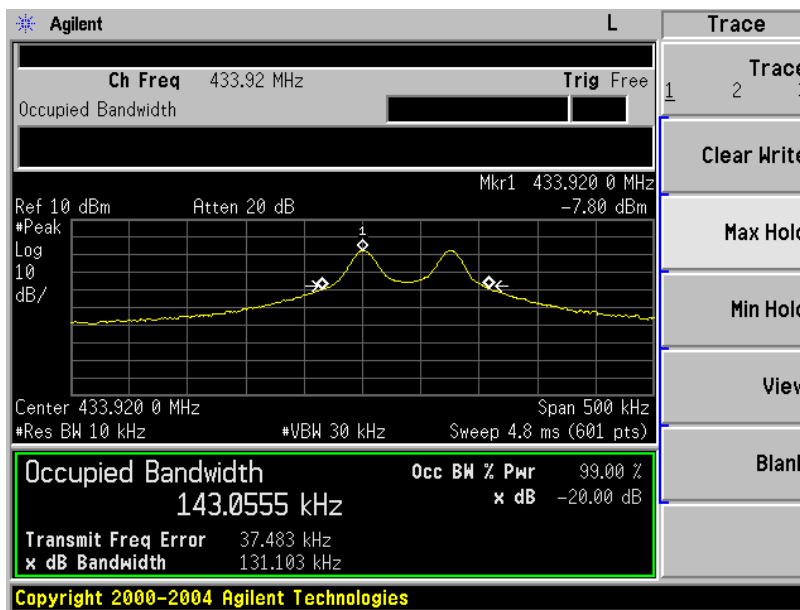 Agilent L Trace
Ch Freq 433.92 MHz Trig Free
Occupied Bandwidth
Trace
1 2
Clear Write
Max Hold
Min Hold
View
Blank
Mkr1 433.920 0 MHz
Ref 10 dBm Atten 20 dB -7.80 dBm
#Peak
Log
10
dB/
1
Center 433.920 0 MHz Span 500 kHz
#Res BW 10 kHz #VBW 30 kHz Sweep 4.8 ms (601 pts)
Occupied Bandwidth
143.0555 kHz
Occ BW % Pwr 99.00 %
x dB -20.00 dB
Transmit Freq Error 37.483 kHz
x dB Bandwidth 131.103 kHz
Copyright 2000-2004 Agilent Technologies